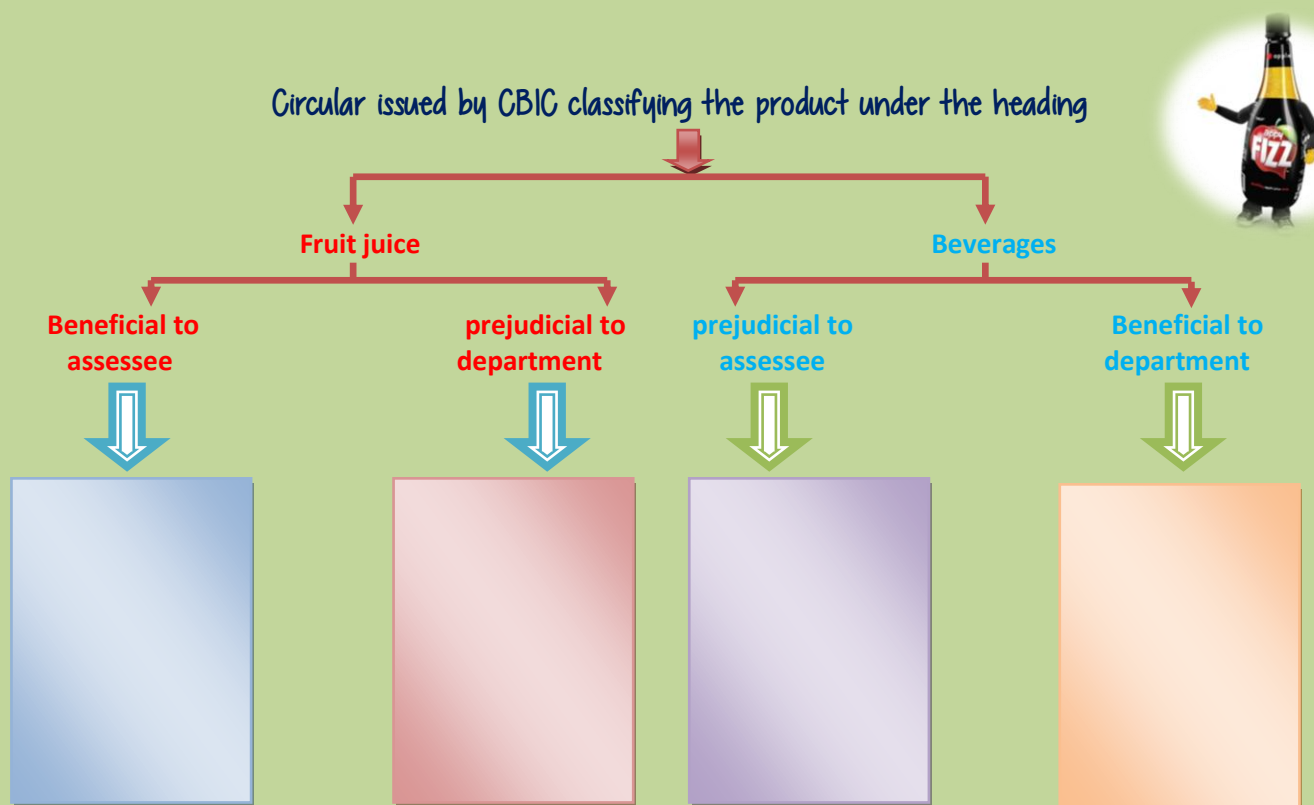 Circular issued by CBIC classifying the product under the heading
FIZZ
Fruit juice
Beverages
Beneficial to
assessee
prejudicial to
department
prejudicial to
assessee
Beneficial to
department